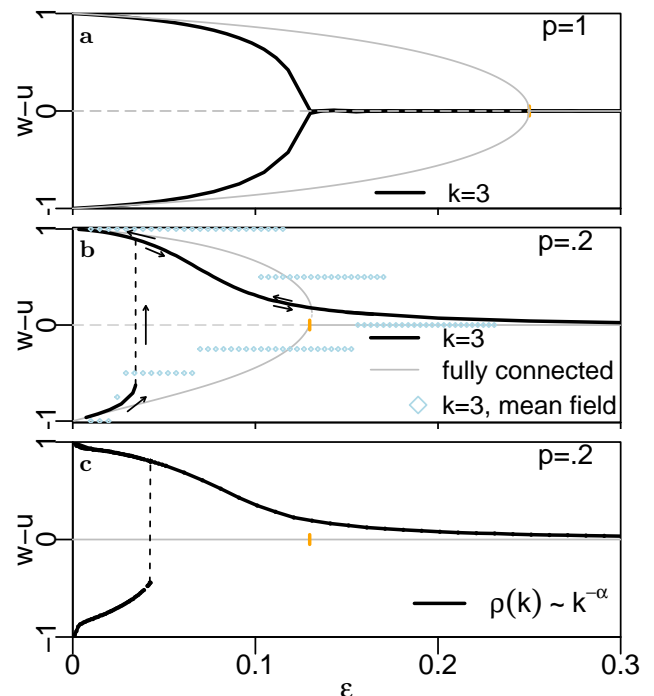 a
p=1
1
0
-1
w−u
k=3
b
p=.2
1
0
-1
w−u
k=3
fully connected
k=3, mean field
c
p=.2
1
0
−1
w−u
ρ(k) ~ k^−α
0
0.1
0.2
0.3
ε